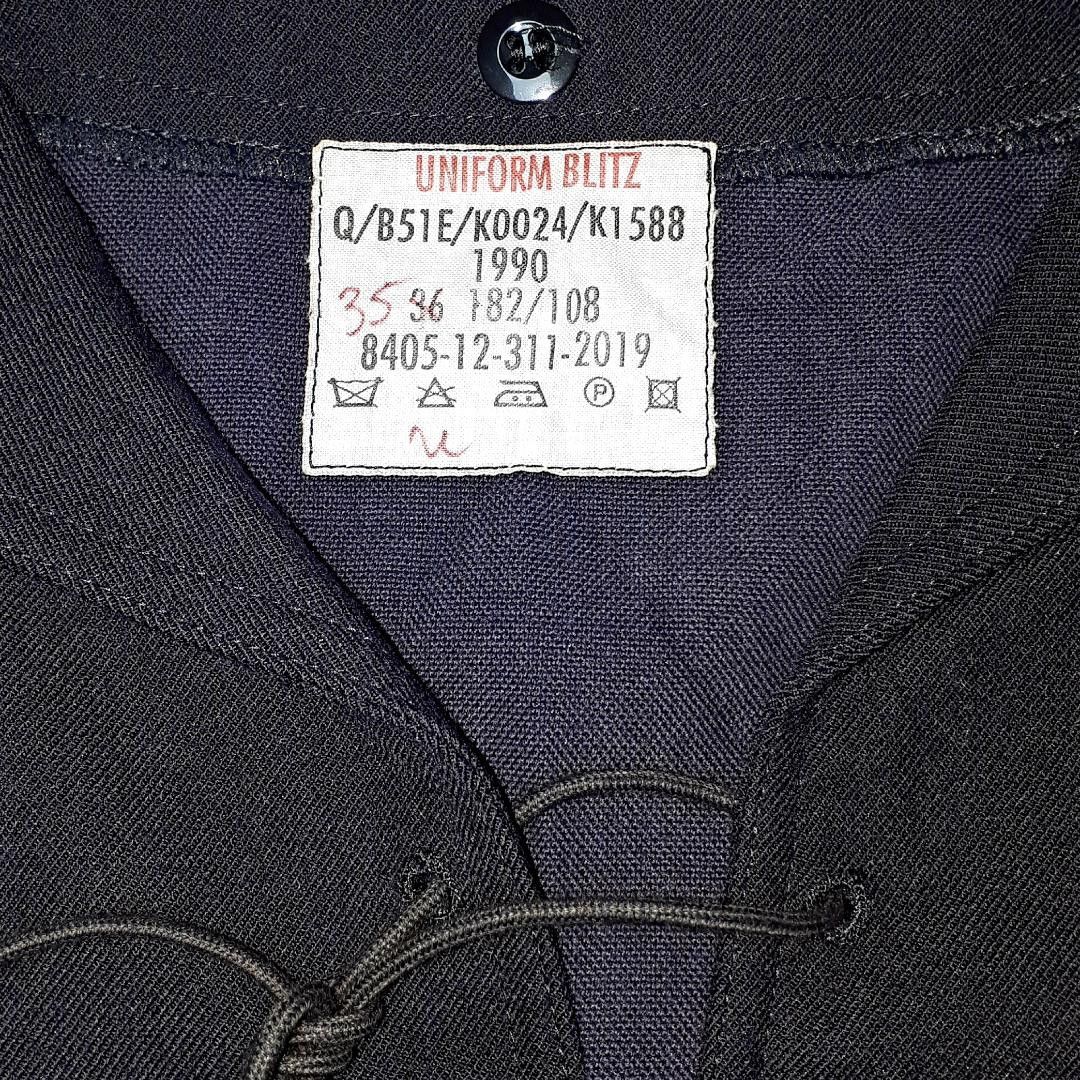 UNIFORM BLITZ
Q/B51E/K0024/K1588
1990
35 36 182/108
8405-12-311-2019
P